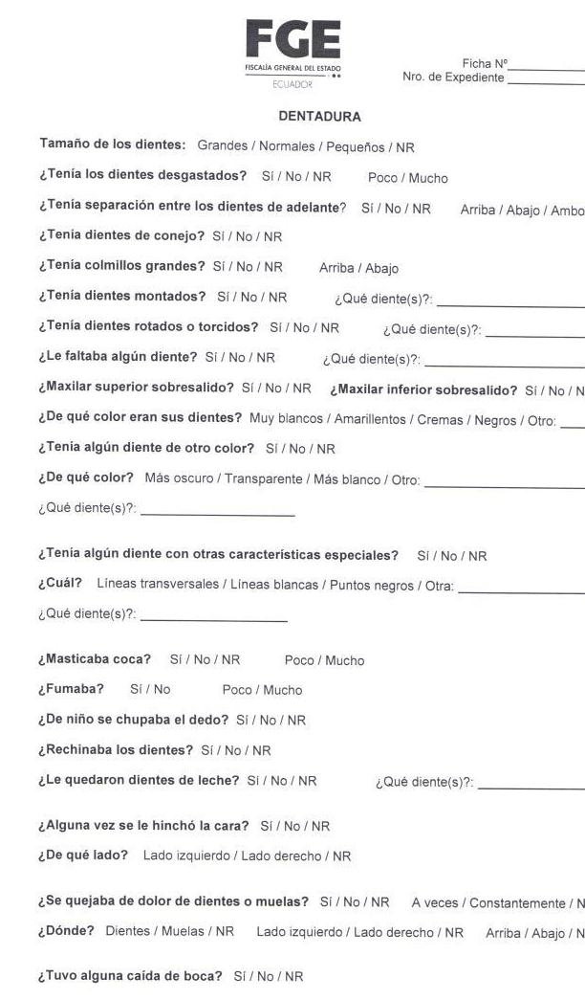 FGE
FISCALÍA GENERAL DEL ESTADO
ECUADOR
Ficha Nº
Nro. de Expediente
DENTADURA
Tamaño de los dientes: Grandes / Normales / Pequeños / NR
¿Tenía los dientes desgastados? Sí / No / NR Poco / Mucho
¿Tenía separación entre los dientes de adelante? Sí / No / NR Arriba / Abajo / Ambo
¿Tenía dientes de conejo? Sí / No / NR
¿Tenía colmillos grandes? Sí / No / NR Arriba / Abajo
¿Tenía dientes montados? Sí / No / NR ¿Qué diente(s)?:
¿Tenía dientes rotados o torcidos? Sí / No / NR ¿Qué diente(s)?:
¿Le faltaba algún diente? Sí / No / NR ¿Qué diente(s)?:
¿Maxilar superior sobresalido? Sí / No / NR ¿Maxilar inferior sobresalido? Sí / No / N
¿De qué color eran sus dientes? Muy blancos / Amarillentos / Cremas / Negros / Otro:
¿Tenía algún diente de otro color? Sí / No / NR
¿De qué color? Más oscuro / Transparente / Más blanco / Otro:
¿Qué diente(s)?:
¿Tenía algún diente con otras características especiales? Sí / No / NR
¿Cuál? Líneas transversales / Líneas blancas / Puntos negros / Otra:
¿Qué diente(s)?:
¿Masticaba coca? Sí / No / NR Poco / Mucho
¿Fumaba? Sí / No Poco / Mucho
¿De niño se chupaba el dedo? Sí / No / NR
¿Rechinaba los dientes? Sí / No / NR
¿Le quedaron dientes de leche? Sí / No / NR ¿Qué diente(s)?:
¿Alguna vez se le hinchó la cara? Sí / No / NR
¿De qué lado? Lado izquierdo / Lado derecho / NR
¿Se quejaba de dolor de dientes o muelas? Sí / No / NR A veces / Constantemente / N
¿Dónde? Dientes / Muelas / NR Lado izquierdo / Lado derecho / NR Arriba / Abajo / N
¿Tuvo alguna caída de boca? Sí / No / NR